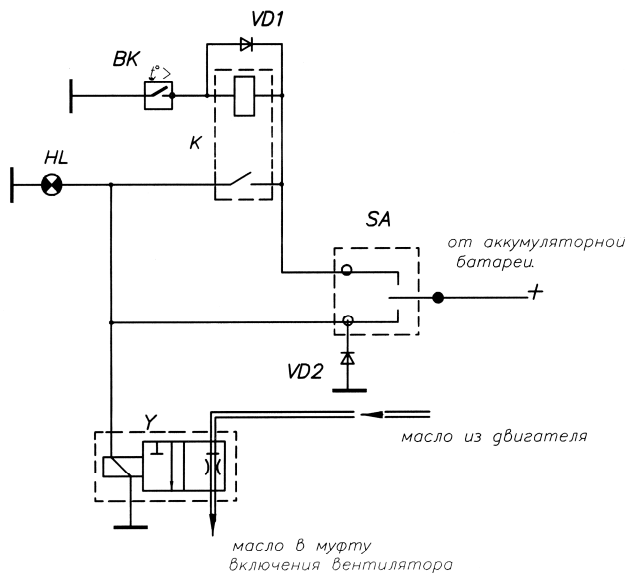 VD1
BK
t°>
K
HL
SA
от аккумуляторной
батареи.
+
VD2
Y
масло из двигателя
масло в муфту
включения вентилятора